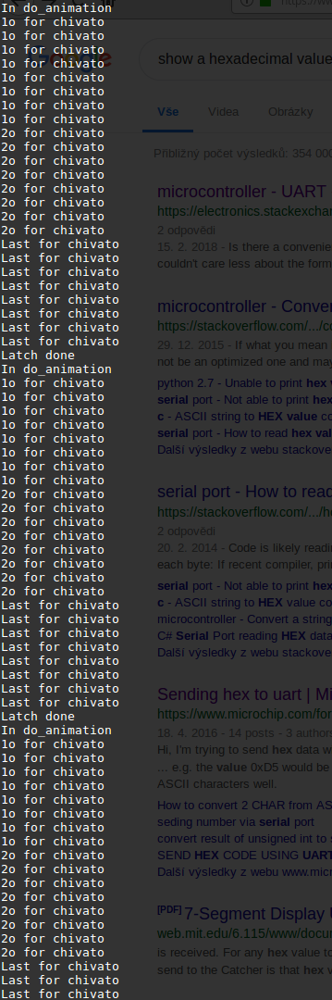 In do_animation
1o for chivato
1o for chivato
1o for chivato
1o for chivato
1o for chivato
1o for chivato
1o for chivato
1o for chivato
2o for chivato
2o for chivato
2o for chivato
2o for chivato
2o for chivato
2o for chivato
2o for chivato
2o for chivato
Last for chivato
Last for chivato
Last for chivato
Last for chivato
Last for chivato
Last for chivato
Last for chivato
Last for chivato
Latch done
In do_animation
1o for chivato
1o for chivato
1o for chivato
1o for chivato
1o for chivato
1o for chivato
1o for chivato
1o for chivato
2o for chivato
2o for chivato
2o for chivato
2o for chivato
2o for chivato
2o for chivato
2o for chivato
2o for chivato
Last for chivato
Last for chivato
Last for chivato
Last for chivato
Last for chivato
Last for chivato
Last for chivato
Last for chivato
Latch done
In do_animation
1o for chivato
1o for chivato
1o for chivato
1o for chivato
1o for chivato
1o for chivato
1o for chivato
1o for chivato
2o for chivato
2o for chivato
2o for chivato
2o for chivato
2o for chivato
2o for chivato
2o for chivato
2o for chivato
Last for chivato
Last for chivato
Last for chivato
show a hexadecimal value
Vše Videa Obrázky
Přibližný počet výsledků: 354 000
microcontroller - UART
https://electronics.stackexchan
2 odpovědi
15. 2. 2018 - Is there a convenie
couldn't care less about the form
microcontroller - Conver
https://stackoverflow.com/.../co
29. 12. 2015 - If what you mean
not be an optimized one and may
python 2.7 - Unable to print hex v
serial port - Not able to print hex
c - ASCII string to HEX value co
serial port - How to read hex val
Další výsledky z webu stackove
serial port - How to read
https://stackoverflow.com/.../h
2 odpovědi
20. 2. 2014 - Code is likely readi
each byte: If recent compiler, pri
serial port - Not able to print hex
c - ASCII string to HEX value co
microcontroller - Convert a string
C# Serial Port reading HEX data
Další výsledky z webu stackove
Sending hex to uart | Mi
https://www.microchip.com/for
18. 4. 2016 - 14 posts - 3 authors
Hi, I'm trying to send hex data w
... e.g. the value 0xD5 would be
ASCII characters well.
How to convert 2 CHAR from AS
seding number via serial port
convert result of unsigned int to s
SEND HEX CODE USING UART
Další výsledky z webu www.micr
[PDF] 7-Segment Display
web.mit.edu/6.115/www/docu
is received. For any hex value to
send to the Catcher is that hex v